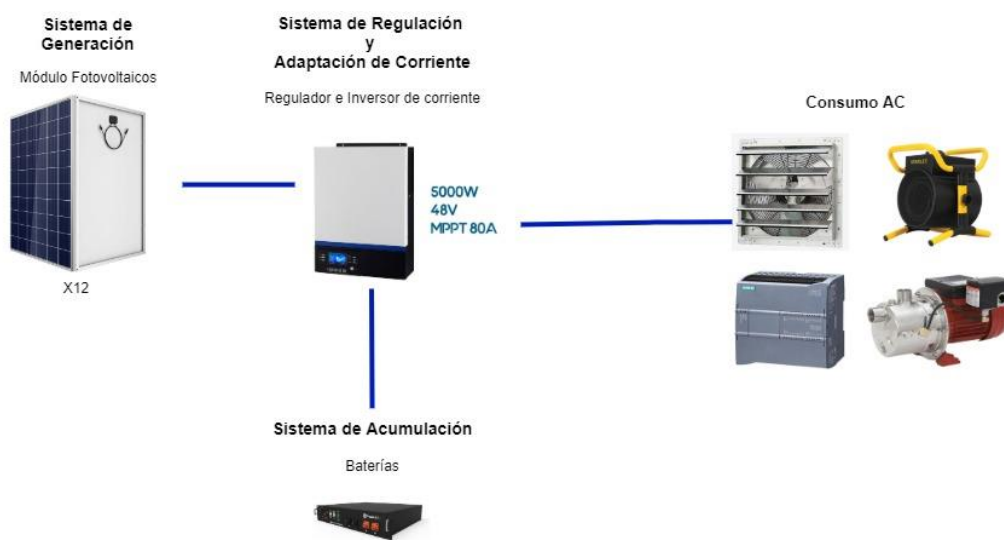 Sistema de
Generación
Módulo Fotovoltaicos
X12
Sistema de Regulación
y
Adaptación de Corriente
Regulador e Inversor de corriente
5000W
48V
MPPT 80A
Consumo AC
Sistema de Acumulación
Baterías